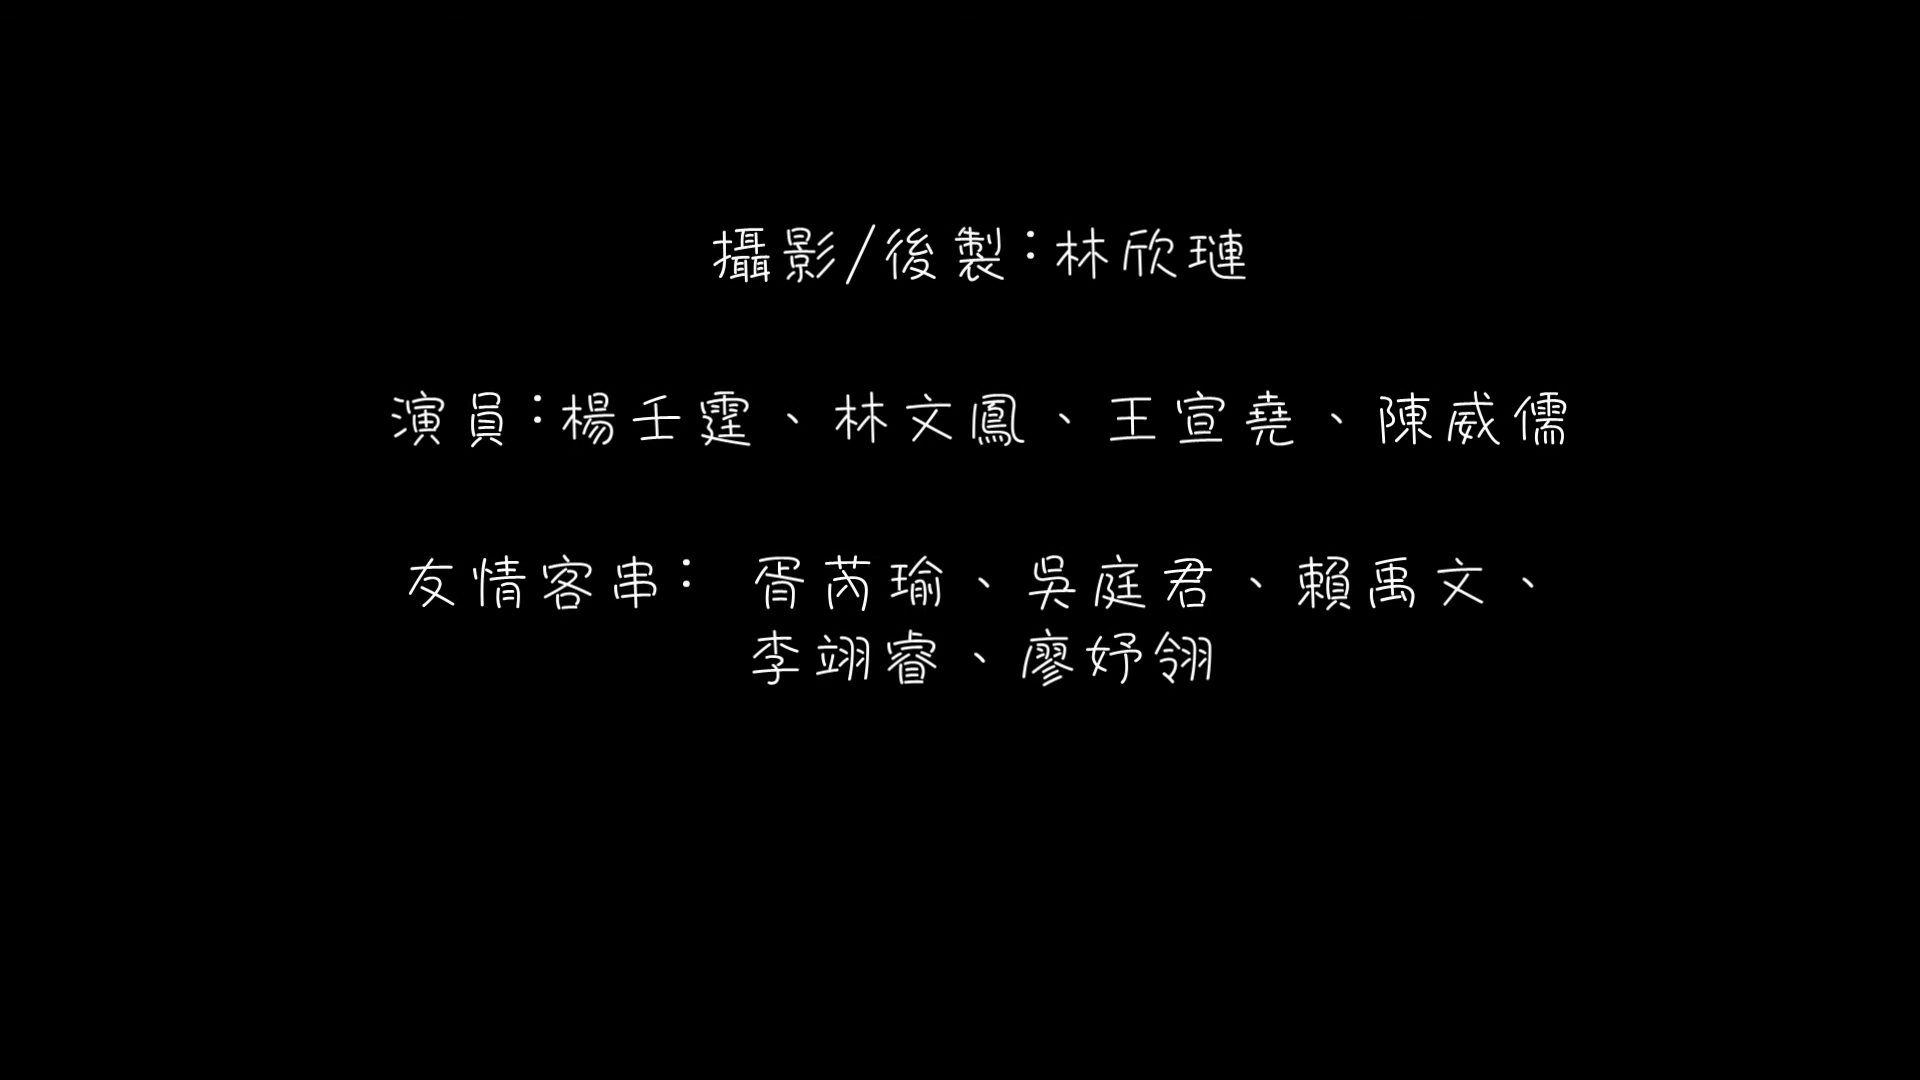 攝影/後製:林欣璉
演員:楊壬霆、林文鳳、王宣堯、陳威儒
友情客串: 胥芮瑜、吳庭君、賴禹文、
李翊睿、廖妤翎